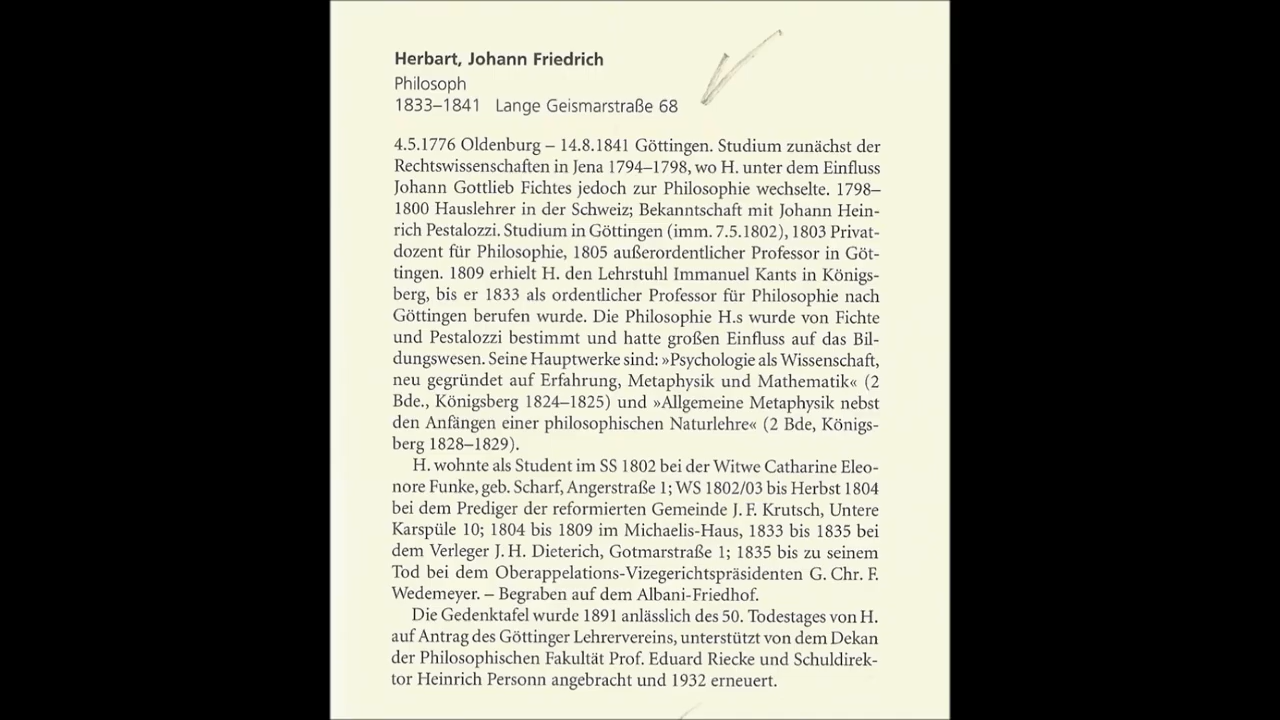 Herbart, Johann Friedrich
Philosoph
1833–1841 Lange Geismarstraße 68
4.5.1776 Oldenburg – 14.8.1841 Göttingen. Studium zunächst der
Rechtswissenschaften in Jena 1794–1798, wo H. unter dem Einfluss
Johann Gottlieb Fichtes jedoch zur Philosophie wechselte. 1798–
1800 Hauslehrer in der Schweiz; Bekanntschaft mit Johann Hein-
rich Pestalozzi. Studium in Göttingen (imm. 7.5.1802), 1803 Privat-
dozent für Philosophie, 1805 außerordentlicher Professor in Göt-
tingen. 1809 erhielt H. den Lehrstuhl Immanuel Kants in Königs-
berg, bis er 1833 als ordentlicher Professor für Philosophie nach
Göttingen berufen wurde. Die Philosophie H.s wurde von Fichte
und Pestalozzi bestimmt und hatte großen Einfluss auf das Bil-
dungswesen. Seine Hauptwerke sind: »Psychologie als Wissenschaft,
neu gegründet auf Erfahrung, Metaphysik und Mathematik« (2
Bde., Königsberg 1824–1825) und »Allgemeine Metaphysik nebst
den Anfängen einer philosophischen Naturlehre« (2 Bde, Königs-
berg 1828–1829).
H. wohnte als Student im SS 1802 bei der Witwe Catharine Eleo-
nore Funke, geb. Scharf, Angerstraße 1; WS 1802/03 bis Herbst 1804
bei dem Prediger der reformierten Gemeinde J. F. Krutsch, Untere
Karspüle 10; 1804 bis 1809 im Michaelis-Haus, 1833 bis 1835 bei
dem Verleger J. H. Dieterich, Gotmarstraße 1; 1835 bis zu seinem
Tod bei dem Oberappelations-Vizegerichtspräsidenten G. Chr. F.
Wedemeyer. – Begraben auf dem Albani-Friedhof.
Die Gedenktafel wurde 1891 anlässlich des 50. Todestages von H.
auf Antrag des Göttinger Lehrervereins, unterstützt von dem Dekan
der Philosophischen Fakultät Prof. Eduard Riecke und Schuldirek-
tor Heinrich Personn angebracht und 1932 erneuert.